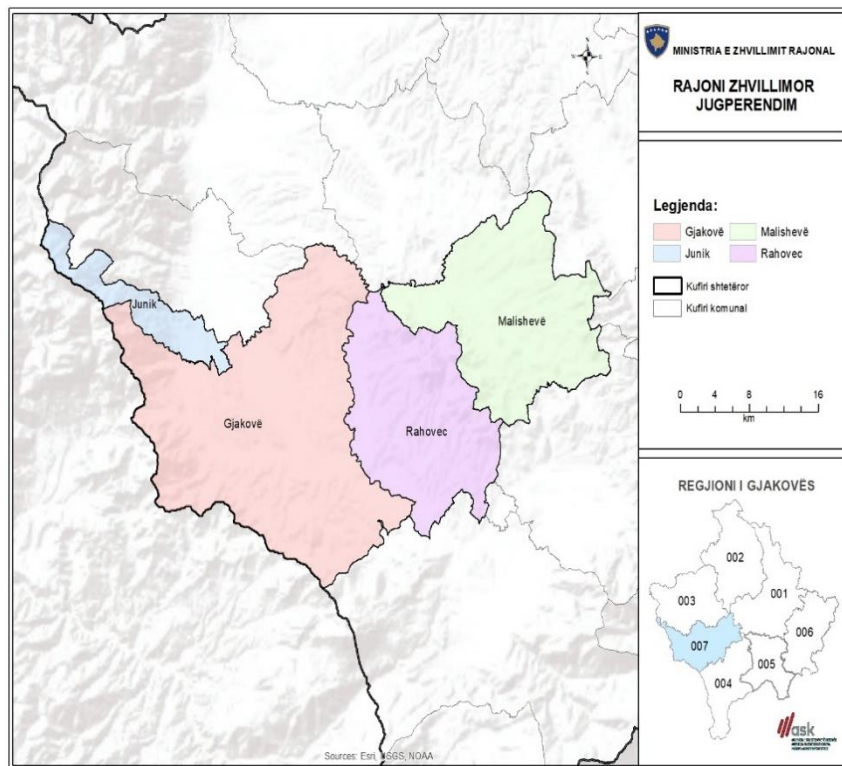 MINISTRIA E ZHVILLIMIT RAJONAL
RAJONI ZHVILLIMOR
JUGPERENDIM
Legjenda:
Gjakovë
Malishevë
Junik
Rahovec
Kufiri shtetëror
Kufiri komunal
0 4 8 16
km
REGJIONI I GJAKOVËS
002
001
003
006
007
005
004
ask
Junik
Malishevë
Gjakovë
Rahovec
Sources: Esri, USGS, NOAA